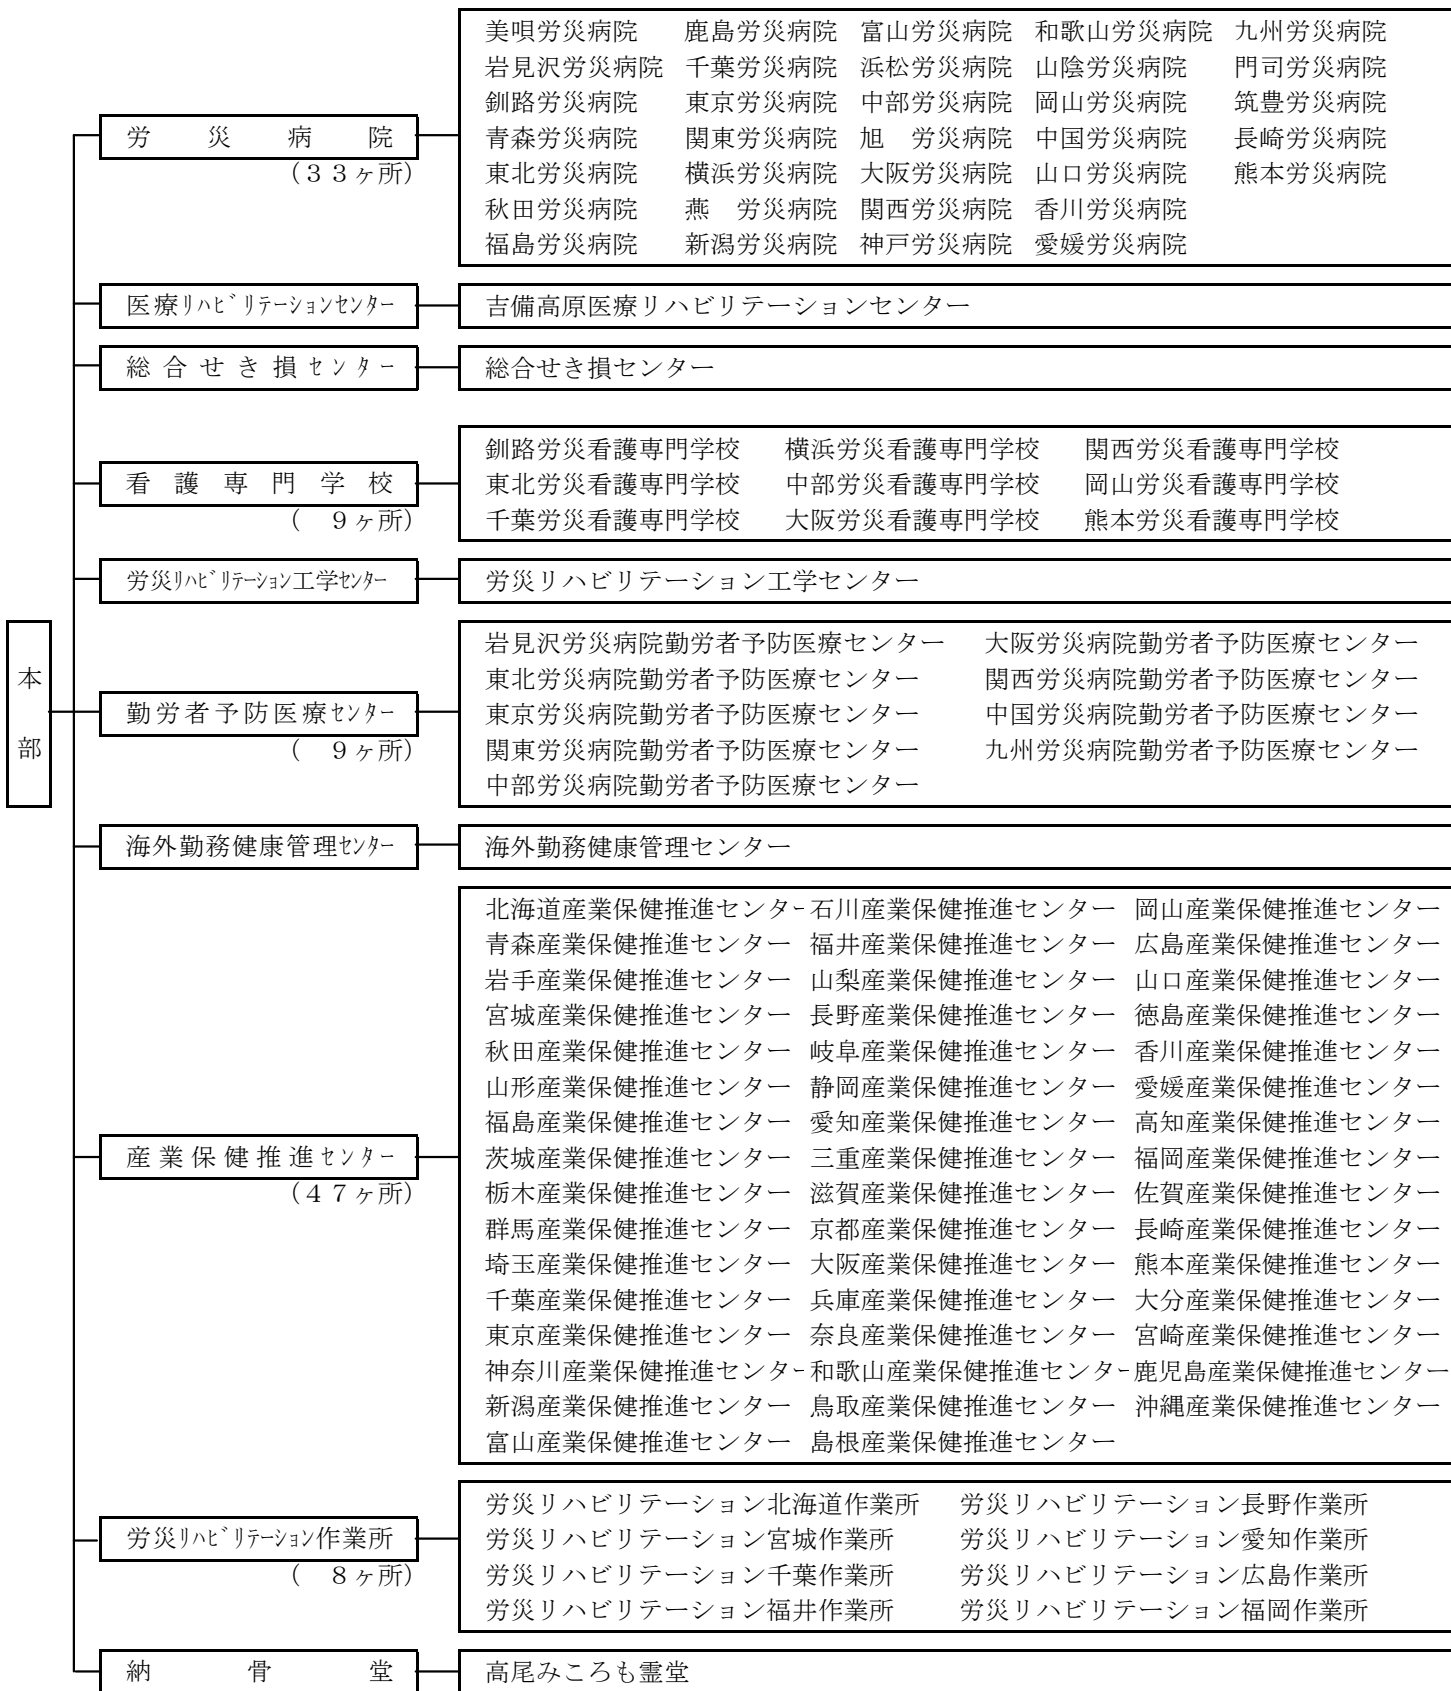 美唄労災病院 鹿島労災病院 富山労災病院 和歌山労災病院 九州労災病院
岩見沢労災病院 千葉労災病院 浜松労災病院 山陰労災病院 門司労災病院
釧路労災病院 東京労災病院 中部労災病院 岡山労災病院 筑豊労災病院
労災病院
青森労災病院 関東労災病院 旭 労災病院 中国労災病院 長崎労災病院
(33ヶ所)
東北労災病院 横浜労災病院 大阪労災病院 山口労災病院 熊本労災病院
秋田労災病院 燕 労災病院 関西労災病院 香川労災病院
福島労災病院 新潟労災病院 神戸労災病院 愛媛労災病院
医療リハビリテーションセンター
吉備高原医療リハビリテーションセンター
総合せき損センター
総合せき損センター
釧路労災看護専門学校 横浜労災看護専門学校 関西労災看護専門学校
看護専門学校
東北労災看護専門学校 中部労災看護専門学校 岡山労災看護専門学校
( 9ヶ所)
千葉労災看護専門学校 大阪労災看護専門学校 熊本労災看護専門学校
労災リハビリテーション工学センター
労災リハビリテーション工学センター
本部
岩見沢労災病院勤労者予防医療センター 大阪労災病院勤労者予防医療センター
東北労災病院勤労者予防医療センター 関西労災病院勤労者予防医療センター
勤労者予防医療センター
東京労災病院勤労者予防医療センター 中国労災病院勤労者予防医療センター
( 9ヶ所)
関東労災病院勤労者予防医療センター 九州労災病院勤労者予防医療センター
中部労災病院勤労者予防医療センター
海外勤務健康管理センター
海外勤務健康管理センター
北海道産業保健推進センター 石川産業保健推進センター 岡山産業保健推進センター
青森産業保健推進センター 福井産業保健推進センター 広島産業保健推進センター
岩手産業保健推進センター 山梨産業保健推進センター 山口産業保健推進センター
宮城産業保健推進センター 長野産業保健推進センター 徳島産業保健推進センター
秋田産業保健推進センター 岐阜産業保健推進センター 香川産業保健推進センター
山形産業保健推進センター 静岡産業保健推進センター 愛媛産業保健推進センター
福島産業保健推進センター 愛知産業保健推進センター 高知産業保健推進センター
産業保健推進センター
茨城産業保健推進センター 三重産業保健推進センター 福岡産業保健推進センター
(47ヶ所)
栃木産業保健推進センター 滋賀産業保健推進センター 佐賀産業保健推進センター
群馬産業保健推進センター 京都産業保健推進センター 長崎産業保健推進センター
埼玉産業保健推進センター 大阪産業保健推進センター 熊本産業保健推進センター
千葉産業保健推進センター 兵庫産業保健推進センター 大分産業保健推進センター
東京産業保健推進センター 奈良産業保健推進センター 宮崎産業保健推進センター
神奈川産業保健推進センター 和歌山産業保健推進センター 鹿児島産業保健推進センター
新潟産業保健推進センター 鳥取産業保健推進センター 沖縄産業保健推進センター
富山産業保健推進センター 島根産業保健推進センター
労災リハビリテーション北海道作業所 労災リハビリテーション長野作業所
労災リハビリテーション作業所
労災リハビリテーション宮城作業所 労災リハビリテーション愛知作業所
( 8ヶ所)
労災リハビリテーション千葉作業所 労災リハビリテーション広島作業所
労災リハビリテーション福井作業所 労災リハビリテーション福岡作業所
納骨堂
高尾みころも霊堂